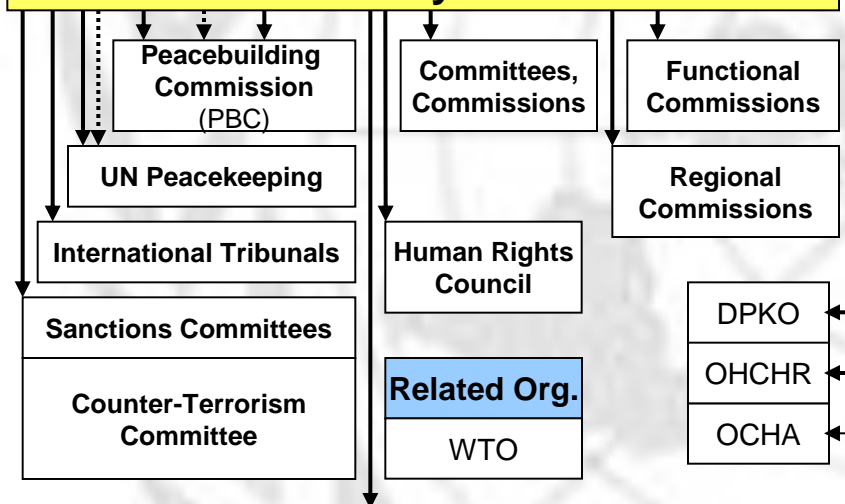 Peacebuilding
Commission
(PBC)
Committees,
Commissions
Functional
Commissions
UN Peacekeeping
Regional
Commissions
International Tribunals
Human Rights
Council
Sanctions Committees
Counter-Terrorism
Committee
Related Org.
WTO
DPKO
OHCHR
OCHA